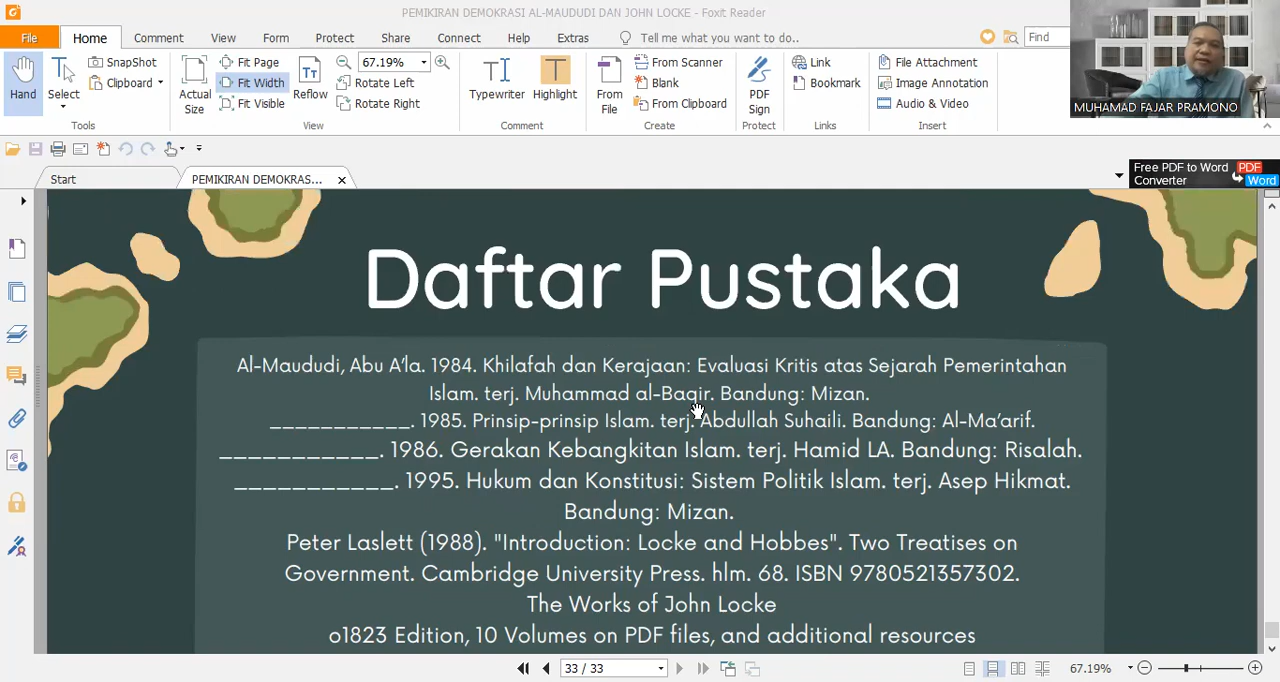 PEMIKIRAN DEMOKRASI AL-MAUDUDI DAN JOHN LOCKE - Foxit Reader
File Home Comment View Form Protect Share Connect Help Extras Tell me what you want to do.. Find
Hand
Select
SnapShot
Clipboard
Tools
Actual Size
Fit Page
Fit Width
Fit Visible
Reflow
67.19%
Rotate Left
Rotate Right
View
Typewriter
Highlight
Comment
From File
From Scanner
Blank
From Clipboard
Create
PDF Sign
Protect
Link
Bookmark
Links
File Attachment
Image Annotation
Audio & Video
Insert
MUHAMAD FAJAR PRAMONO
Start
PEMIKIRAN DEMOKRAS...
Free PDF to Word
Converter
PDF
Word
Daftar Pustaka
Al-Maududi, Abu A'la. 1984. Khilafah dan Kerajaan: Evaluasi Kritis atas Sejarah Pemerintahan
Islam. terj. Muhammad al-Baqir. Bandung: Mizan.
___________. 1985. Prinsip-prinsip Islam. terj. Abdullah Suhaili. Bandung: Al-Ma'arif.
___________. 1986. Gerakan Kebangkitan Islam. terj. Hamid LA. Bandung: Risalah.
___________. 1995. Hukum dan Konstitusi: Sistem Politik Islam. terj. Asep Hikmat.
Bandung: Mizan.
Peter Laslett (1988). "Introduction: Locke and Hobbes". Two Treatises on
Government. Cambridge University Press. hlm. 68. ISBN 9780521357302.
The Works of John Locke
o1823 Edition, 10 Volumes on PDF files, and additional resources
33 / 33
67.19%